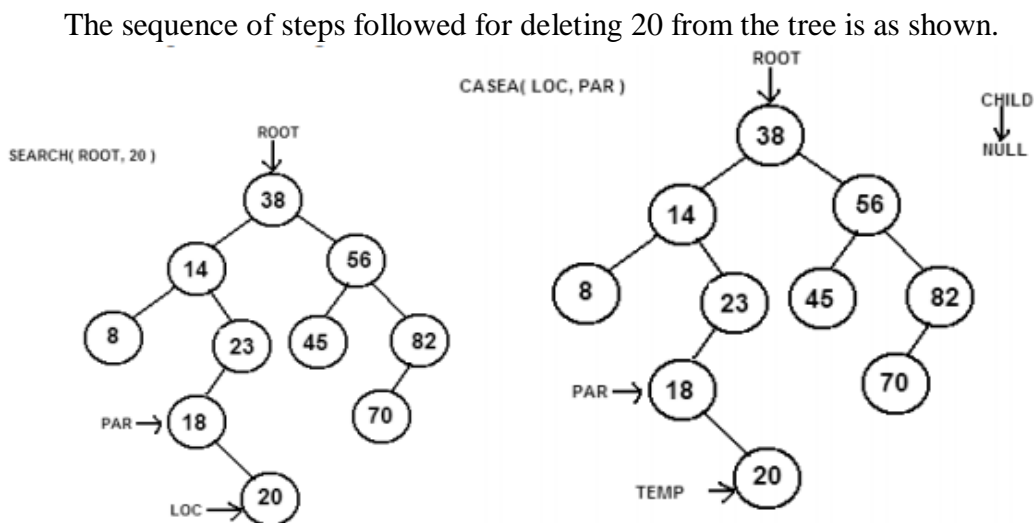 The sequence of steps followed for deleting 20 from the tree is as shown.
SEARCH( ROOT, 20 )
ROOT
38
14
56
8
23
45
82
PAR
18
70
LOC
20
CASEA( LOC, PAR )
ROOT
CHILD
NULL
38
14
56
8
23
45
82
PAR
18
70
TEMP
20